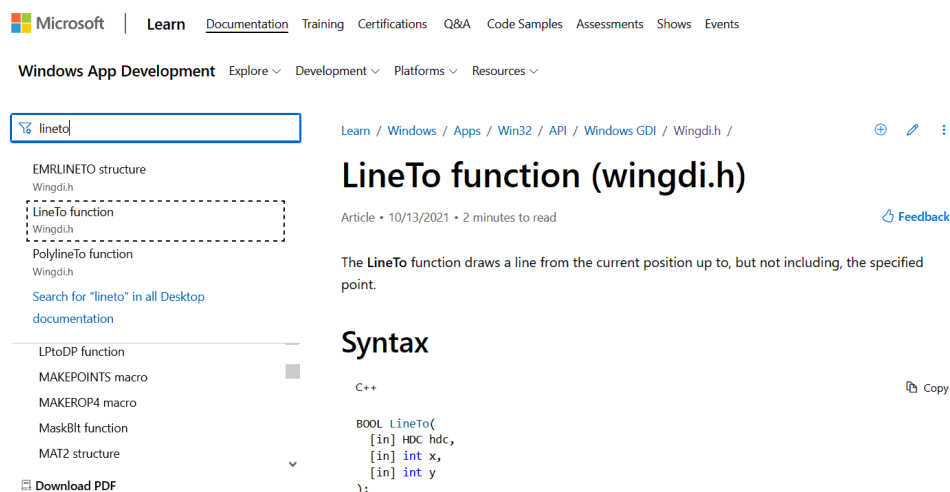 Microsoft Learn Documentation Training Certifications Q&A Code Samples Assessments Shows Events
Windows App Development Explore Development Platforms Resources
lineto
EMRLINETO structure
Wingdi.h
LineTo function
Wingdi.h
PolylineTo function
Wingdi.h
Search for "lineto" in all Desktop
documentation
LPtoDP function
MAKEPOINTS macro
MAKEROP4 macro
MaskBlt function
MAT2 structure
Download PDF
Learn / Windows / Apps / Win32 / API / Windows GDI / Wingdi.h /
LineTo function (wingdi.h)
Article • 10/13/2021 • 2 minutes to read
Feedback
The LineTo function draws a line from the current position up to, but not including, the specified
point.
Syntax
C++
Copy
BOOL LineTo(
[in] HDC hdc,
[in] int x,
[in] int y
);